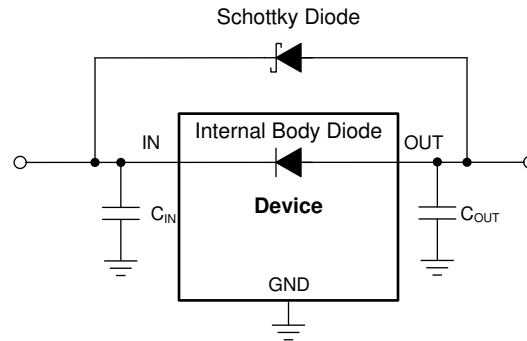 Schottky Diode
Internal Body Diode
IN
OUT
Device
C_IN
C_OUT
GND